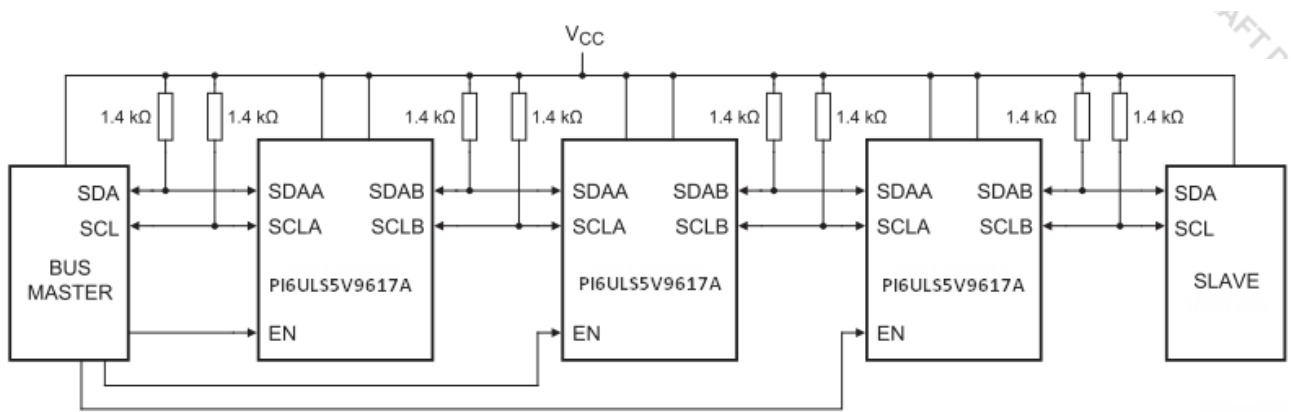 AFT
V_CC
1.4 kΩ 1.4 kΩ 1.4 kΩ 1.4 kΩ 1.4 kΩ 1.4 kΩ 1.4 kΩ 1.4 kΩ
SDA SDAA SDAB SDAA SDAB SDAA SDAB SDA
SCL SCLA SCLB SCLA SCLB SCLA SCLB SCL
BUS
MASTER PI6ULS5V9617A PI6ULS5V9617A PI6ULS5V9617A SLAVE
EN EN EN